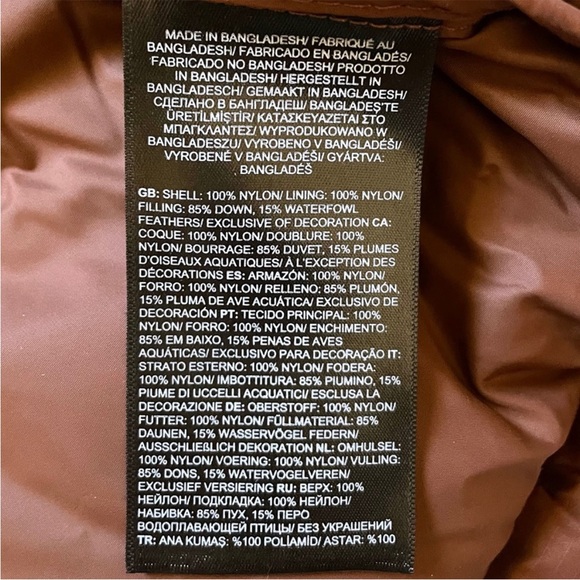 MADE IN BANGLADESH/ FABRIQUÉ AU
BANGLADESH/ FABRICADO EN BANGLADÉS/
FABRICADO NO BANGLADESH/ PRODOTTO
IN BANGLADESH/ HERGESTELLT IN
BANGLADESCH/ GEMAAKT IN BANGLADESH/
СДЕЛАНО В БАНГЛАДЕШ/ BANGLADEŞ'TE
ÜRETİLMİŞTİR/ ΚΑΤΑΣΚΕΥΑΖΕΤΑΙ ΣΤΟ
ΜΠΑΓΚΛΑΝΤΕΣ/ WYPRODUKOWANO W
BANGLADESZU/ VYROBENO V BANGLADÉŠI/
VYROBENÉ V BANGLADÉŠI/ GYÁRTVA:
BANGLADÉŠ
GB: SHELL: 100% NYLON/ LINING: 100% NYLON/
FILLING: 85% DOWN, 15% WATERFOWL
FEATHERS/ EXCLUSIVE OF DECORATION CA:
COQUE: 100% NYLON/ DOUBLURE: 100%
NYLON/ BOURRAGE: 85% DUVET, 15% PLUMES
D'OISEAUX AQUATIQUES/ À L'EXCEPTION DES
DÉCORATIONS ES: ARMAZÓN: 100% NYLON/
FORRO: 100% NYLON/ RELLENO: 85% PLUMÓN,
15% PLUMA DE AVE ACUÁTICA/ EXCLUSIVO DE
DECORACIÓN PT: TECIDO PRINCIPAL: 100%
NYLON/ FORRO: 100% NYLON/ ENCHIMENTO:
85% EM BAIXO, 15% PENAS DE AVES
AQUÁTICAS/ EXCLUSIVO PARA DECORAÇÃO IT:
STRATO ESTERNO: 100% NYLON/ FODERA:
100% NYLON/ IMBOTTITURA: 85% PIUMINO, 15%
PIUME DI UCCELLI ACQUATICI/ ESCLUSA LA
DECORAZIONE DE: OBERSTOFF: 100% NYLON/
FUTTER: 100% NYLON/ FÜLLMATERIAL: 85%
DAUNEN, 15% WASSERVÖGEL FEDERN/
AUSSCHLIEßLICH DEKORATION NL: OMHULSEL:
100% NYLON/ VOERING: 100% NYLON/ VULLING:
85% DONS, 15% WATERVOGELVEREN/
EXCLUSIEF VERSIERING RU: ВЕРХ: 100%
НЕЙЛОН/ ПОДКЛАДКА: 100% НЕЙЛОН/
НАБИВКА: 85% ПУХ, 15% ПЕРО
ВОДОПЛАВАЮЩЕЙ ПТИЦЫ/ БЕЗ УКРАШЕНИЙ
TR: ANA KUMAŞ: %100 POLİAMİD/ ASTAR: %100